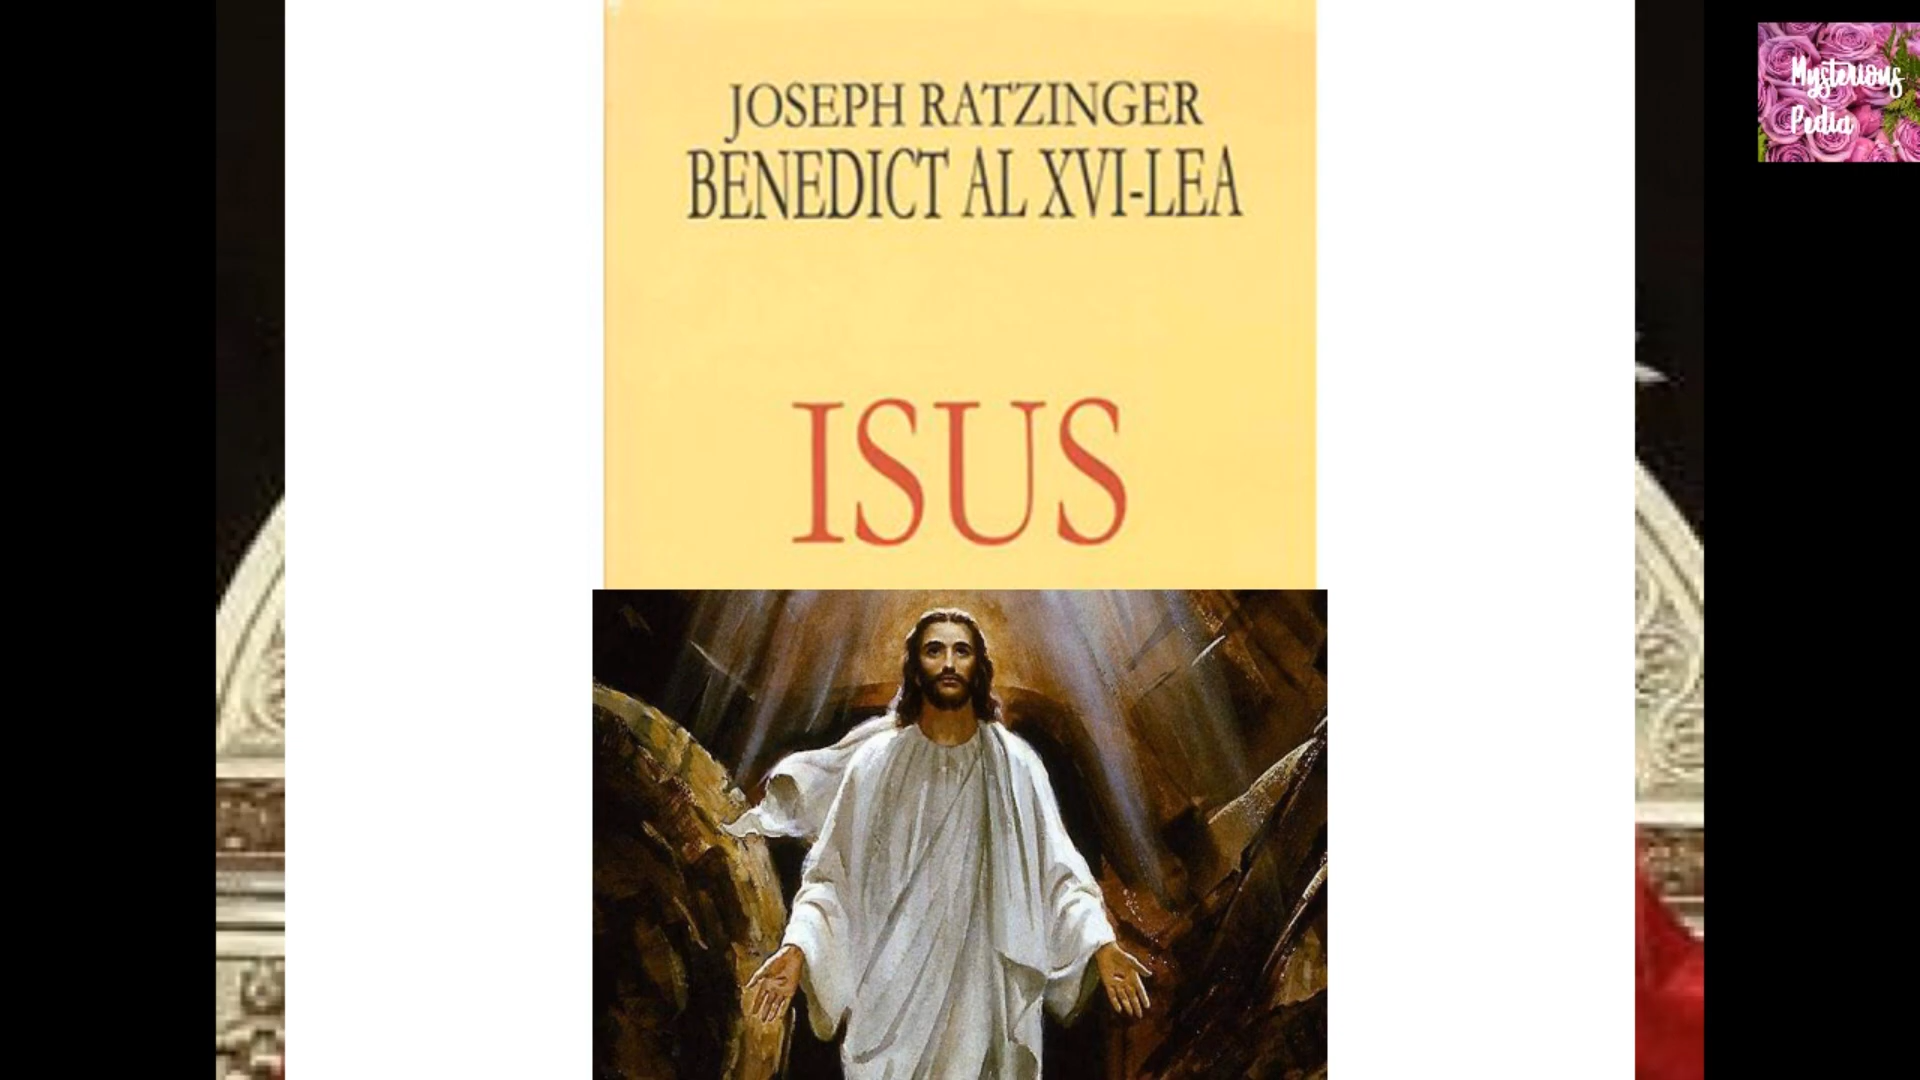 JOSEPH RATZINGER
BENEDICT AL XVI-LEA
ISUS
Mysterious
Pedia